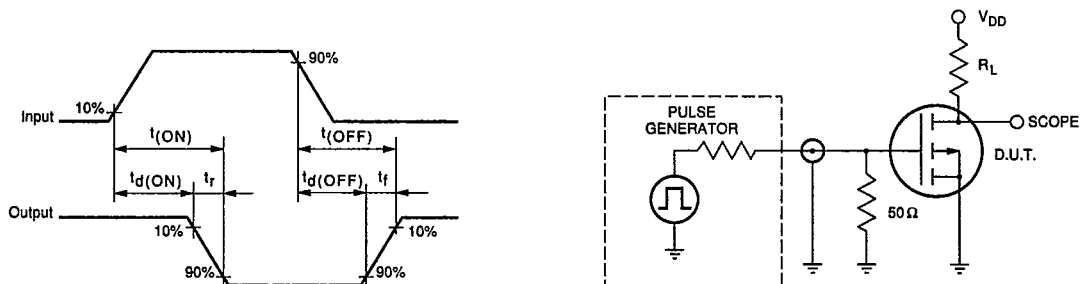 Input
10%
90%
t(ON)
t(OFF)
td(ON)
tr
td(OFF)
tf
Output
10%
90%
90%
10%
PULSE
GENERATOR
50Ω
VDD
RL
SCOPE
D.U.T.